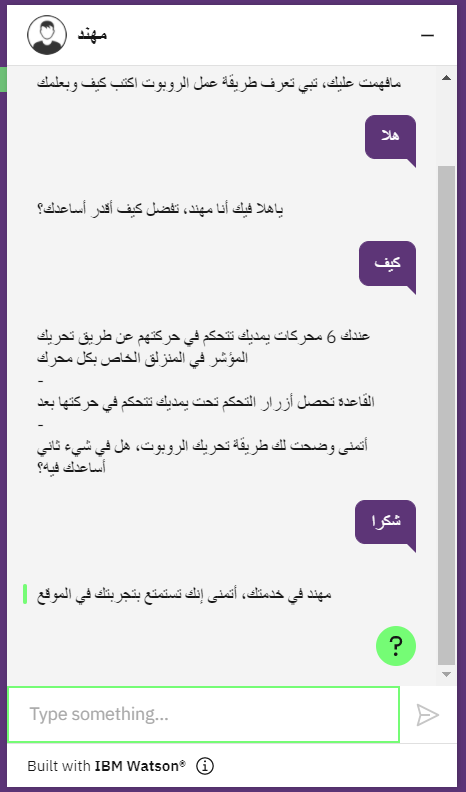 مهند
مافهمت عليك، تبي تعرف طريقة عمل الروبوت اكتب كيف وبعلمك
هلا
ياهلا فيك أنا مهند، تفضل كيف أقدر أساعدك؟
كيف
عندك 6 محركات يمديك تتحكم في حركتهم عن طريق تحريك
المؤشر في المنزلق الخاص بكل محرك
-
القاعدة تحصل أزرار التحكم تحت يمديك تتحكم في حركتها بعد
-
أتمنى وضحت لك طريقة تحريك الروبوت، هل في شيء ثاني
أساعدك فيه؟
شكرا
مهند في خدمتك، أتمنى إنك تستمتع بتجربتك في الموقع
?
Type something...
Built with IBM Watson®